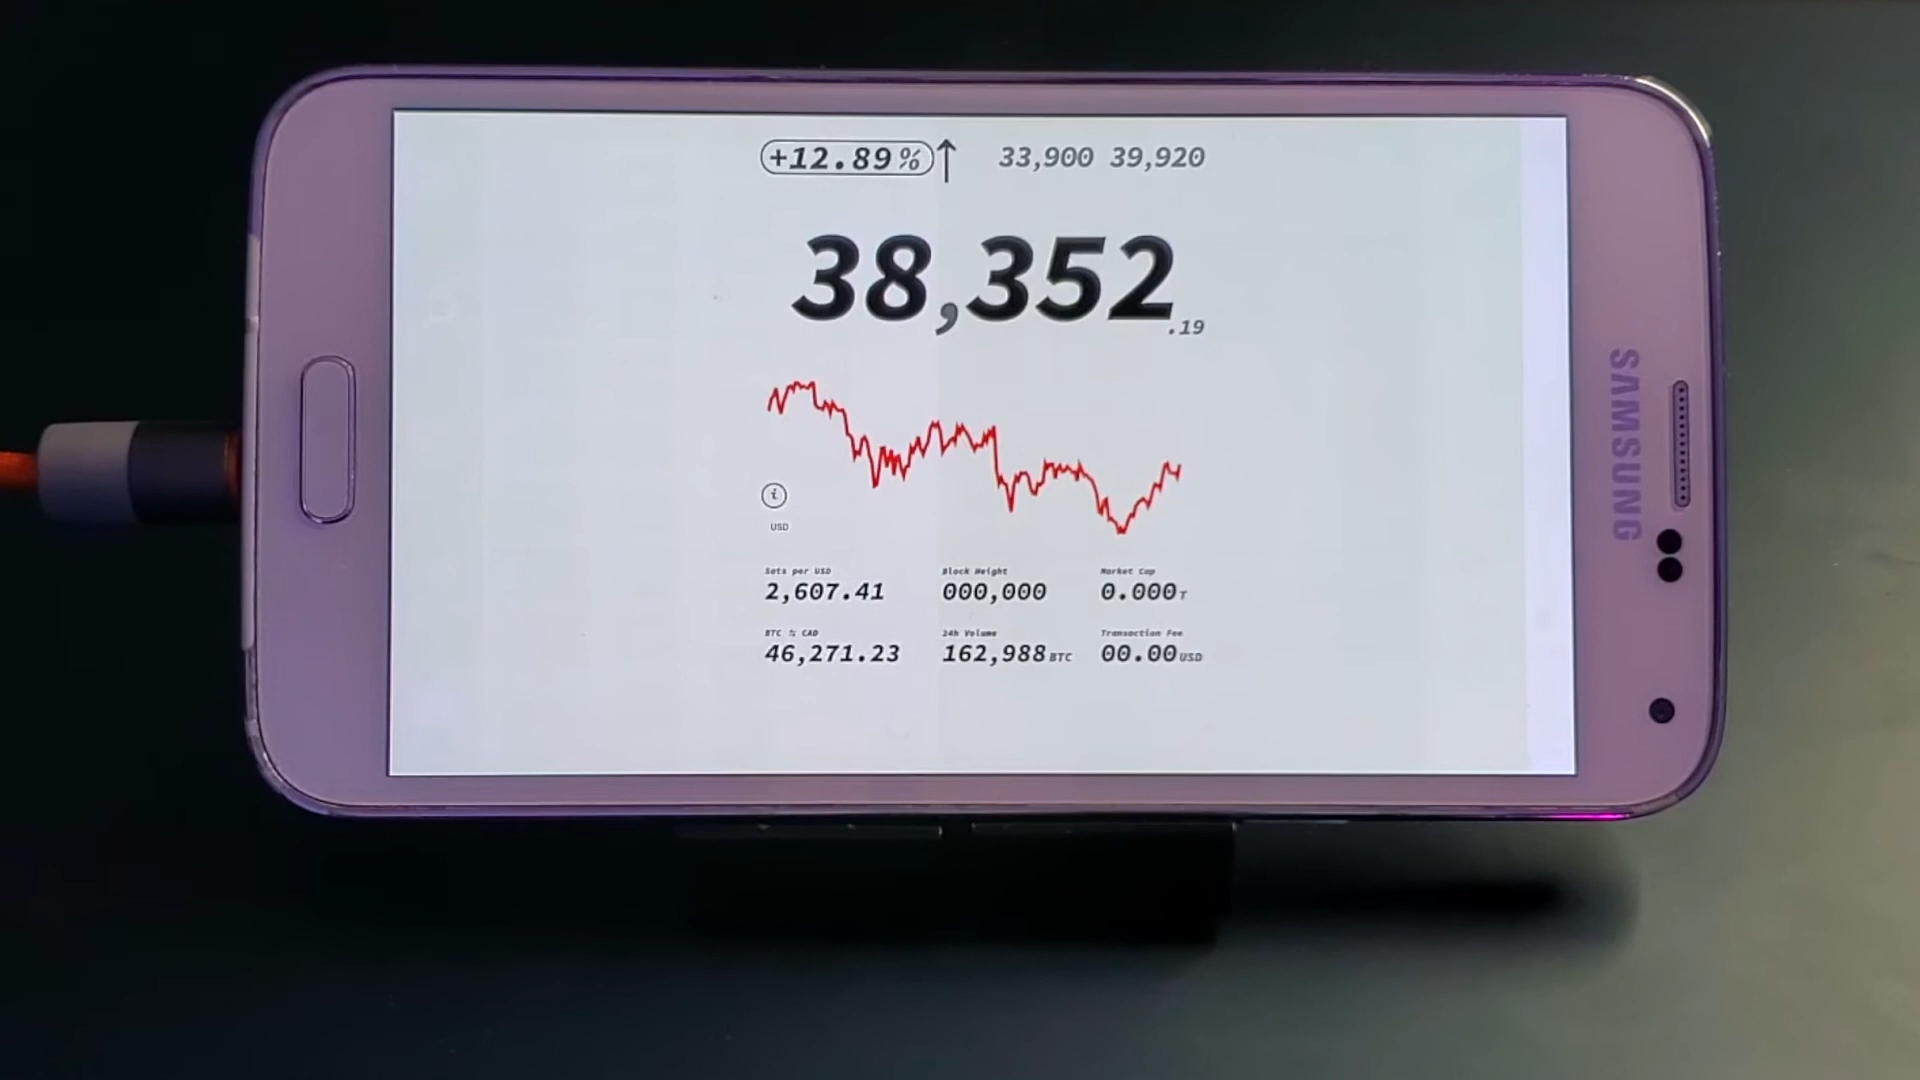 +12.89% ↑ 33,900 39,920
38,352.19
i
USD
Sats per USD Block Height Market Cap
2,607.41 000,000 0.000T
BTC ⇆ CAD 24h Volume Transaction Fee
46,271.23 162,988BTC 00.00USD
SAMSUNG